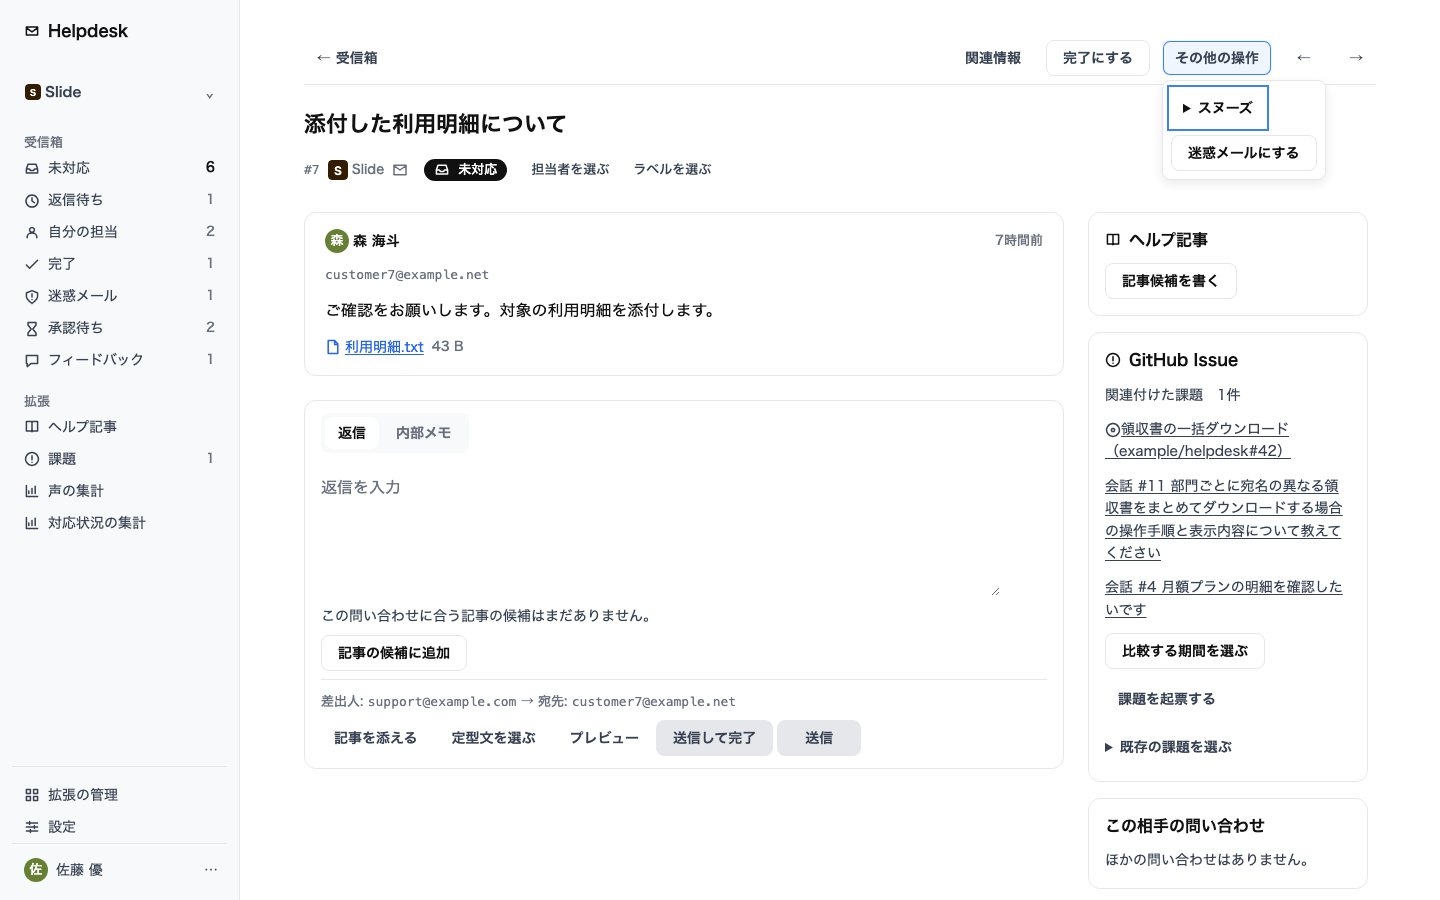 Helpdesk
S Slide
受信箱
未対応 6
返信待ち 1
自分の担当 2
完了 1
迷惑メール 1
承認待ち 2
フィードバック 1
拡張
ヘルプ記事
課題 1
声の集計
対応状況の集計
拡張の管理
設定
佐 佐藤 優 …
← 受信箱
関連情報 完了にする その他の操作 ← →
▶ スヌーズ
迷惑メールにする
添付した利用明細について
#7 S Slide 未対応 担当者を選ぶ ラベルを選ぶ
森 森 海斗 7時間前
customer7@example.net
ご確認をお願いします。対象の利用明細を添付します。
利用明細.txt 43 B
返信 内部メモ
返信を入力
この問い合わせに合う記事の候補はまだありません。
記事の候補に追加
差出人: support@example.com → 宛先: customer7@example.net
記事を添える 定型文を選ぶ プレビュー 送信して完了 送信
ヘルプ記事
記事候補を書く
GitHub Issue
関連付けた課題 1件
領収書の一括ダウンロード
（example/helpdesk#42）
会話 #11 部門ごとに宛名の異なる領
収書をまとめてダウンロードする場合
の操作手順と表示内容について教えて
ください
会話 #4 月額プランの明細を確認した
いです
比較する期間を選ぶ
課題を起票する
▶ 既存の課題を選ぶ
この相手の問い合わせ
ほかの問い合わせはありません。